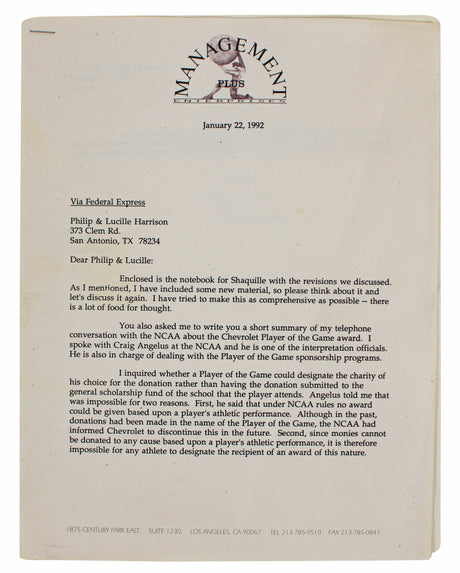 MANAGEMENT
PLUS
ENTERPRISES
January 22, 1992
Via Federal Express
Philip & Lucille Harrison
373 Clem Rd.
San Antonio, TX 78234
Dear Philip & Lucille:
Enclosed is the notebook for Shaquille with the revisions we discussed.
As I mentioned, I have included some new material, so please think about it and
let's discuss it again. I have tried to make this as comprehensive as possible -- there
is a lot of food for thought.
You also asked me to write you a short summary of my telephone
conversation with the NCAA about the Chevrolet Player of the Game award. I
spoke with Craig Angelus at the NCAA and he is one of the interpretation officials.
He is also in charge of dealing with the Player of the Game sponsorship programs.
I inquired whether a Player of the Game could designate the charity of
his choice for the donation rather than having the donation submitted to the
general scholarship fund of the school that the player attends. Angelus told me that
was impossible for two reasons. First, he said that under NCAA rules no award
could be given based upon a player's athletic performance. Although in the past,
donations had been made in the name of the Player of the Game, the NCAA had
informed Chevrolet to discontinue this in the future. Second, since monies cannot
be donated to any cause based upon a player's athletic performance, it is therefore
impossible for any athlete to designate the recipient of an award of this nature.
1875 CENTURY PARK EAST, SUITE 1230, LOS ANGELES, CA 90067 TEL 213-785-9510 FAX 213-785-0847